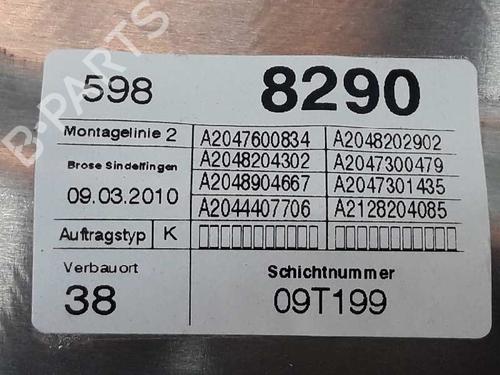 598 8290
Montagelinie 2 A2047600834 A2048202902
Brose Sindelfingen A2048204302 A2047300479
09.03.2010 A2048904667 A2047301435
A2044407706 A2128204085
Auftragstyp K
Verbauort Schichtnummer
38 09T199
B-PARTS